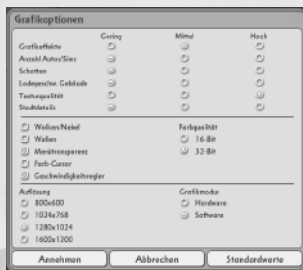 Grafikoptionen
Gering Mittel Hoch
Grafikeffekte
Anzahl Autos/Sims
Schatten
Ladegeschw. Gebäude
Texturqualität
Stadtdetails
Wolken/Nebel Farbqualität
Wellen 16-Bit
Menütransparenz 32-Bit
Farb-Cursor
Geschwindigkeitsregler
Auflösung Grafikmodus
800x600 Hardware
1024x768 Software
1280x1024
1600x1200
Annehmen Abbrechen Standardwerte